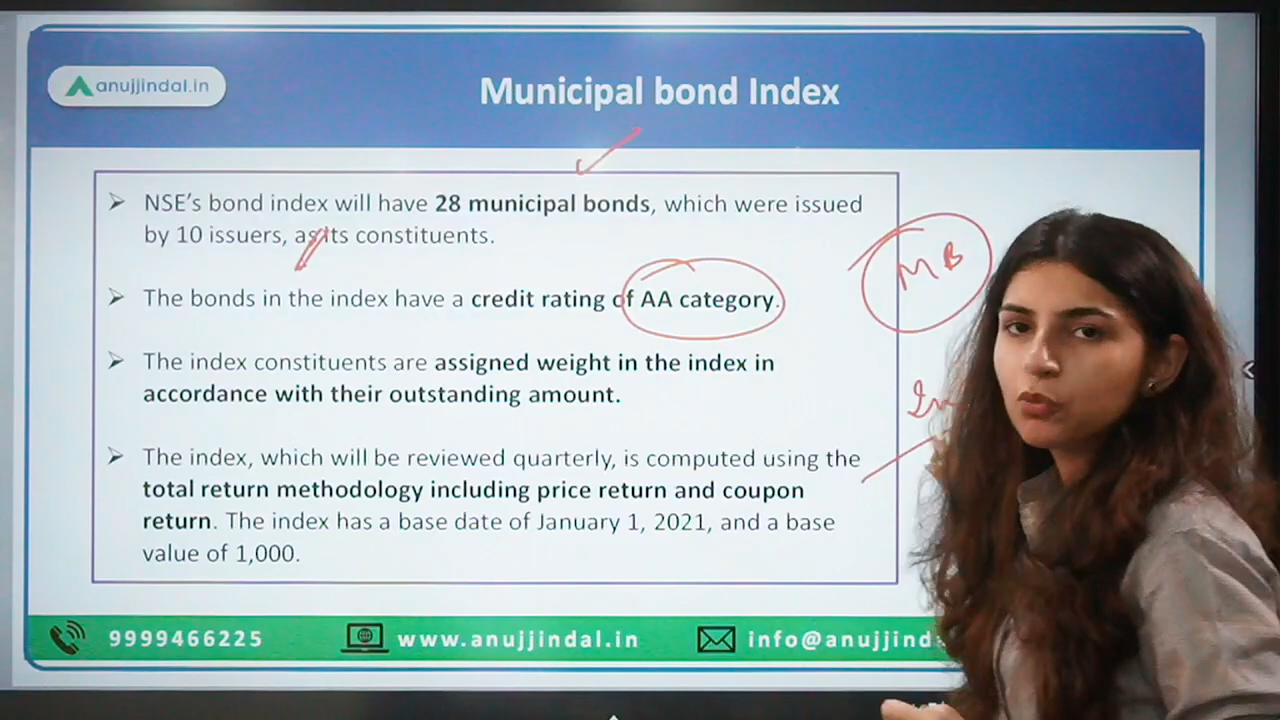 anujjindal.in
Municipal bond Index
➢ NSE's bond index will have 28 municipal bonds, which were issued
by 10 issuers, as its constituents.
➢ The bonds in the index have a credit rating of AA category.
➢ The index constituents are assigned weight in the index in
accordance with their outstanding amount.
➢ The index, which will be reviewed quarterly, is computed using the
total return methodology including price return and coupon
return. The index has a base date of January 1, 2021, and a base
value of 1,000.
MB
9999466225 www.anujjindal.in info@anujjind